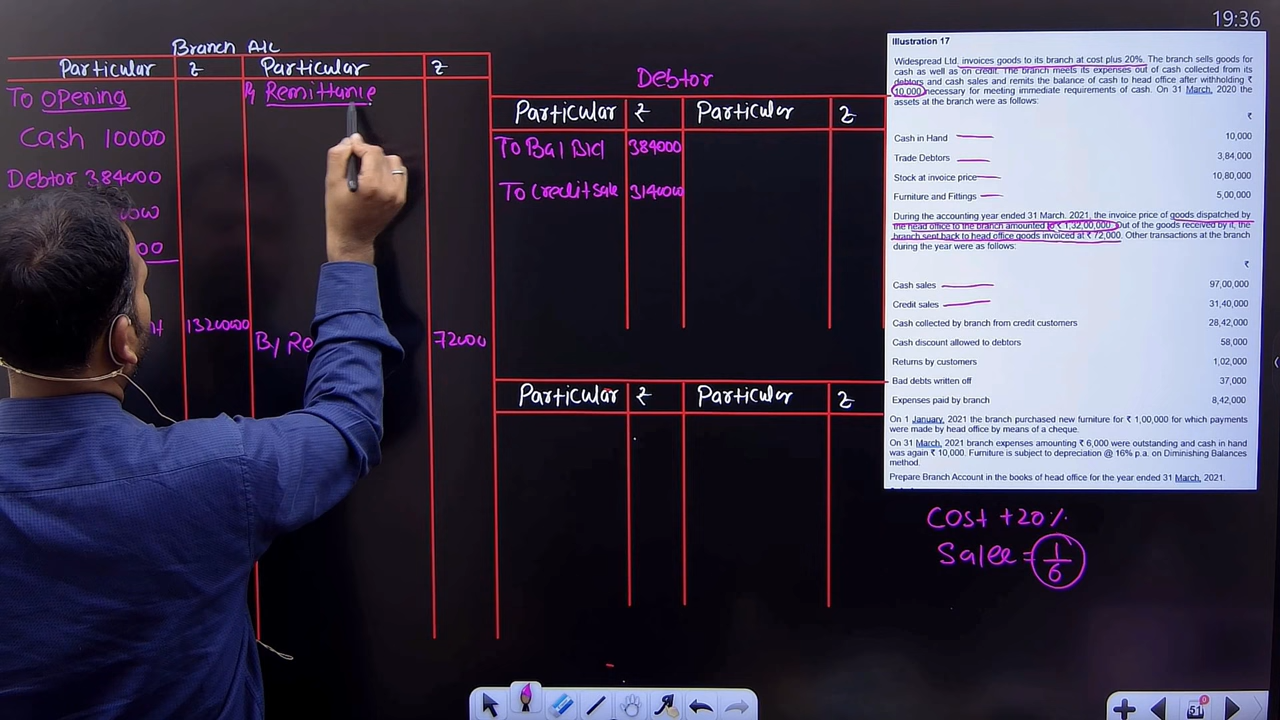 19:36
Branch A/c
Particular ₹ Particular ₹
To opening By Remittance
Cash 10000
Debtor 384000
13200000
By Re 72000
Debtor
Particular ₹ Particular ₹
To Bal B/d 384000
To Credit Sale 3140000
Particular ₹ Particular ₹
Illustration 17
Widespread Ltd. invoices goods to its branch at cost plus 20%. The branch sells goods for
cash as well as on credit. The branch meets its expenses out of cash collected from its
debtors and cash sales and remits the balance of cash to head office after withholding ₹
10,000 necessary for meeting immediate requirements of cash. On 31 March, 2020 the
assets at the branch were as follows:
₹
Cash in Hand 10,000
Trade Debtors 3,84,000
Stock at invoice price 10,80,000
Furniture and Fittings 5,00,000
During the accounting year ended 31 March, 2021, the invoice price of goods dispatched by
the head office to the branch amounted to ₹ 1,32,00,000. Out of the goods received by it, the
branch sent back to head office goods invoiced at ₹ 72,000. Other transactions at the branch
during the year were as follows:
₹
Cash sales 97,00,000
Credit sales 31,40,000
Cash collected by branch from credit customers 28,42,000
Cash discount allowed to debtors 58,000
Returns by customers 1,02,000
Bad debts written off 37,000
Expenses paid by branch 8,42,000
On 1 January, 2021 the branch purchased new furniture for ₹ 1,00,000 for which payments
were made by head office by means of a cheque.
On 31 March, 2021 branch expenses amounting ₹ 6,000 were outstanding and cash in hand
was again ₹ 10,000. Furniture is subject to depreciation @ 16% p.a. on Diminishing Balances
method.
Prepare Branch Account in the books of head office for the year ended 31 March, 2021.
Cost +20%
Sale = 1/6
51